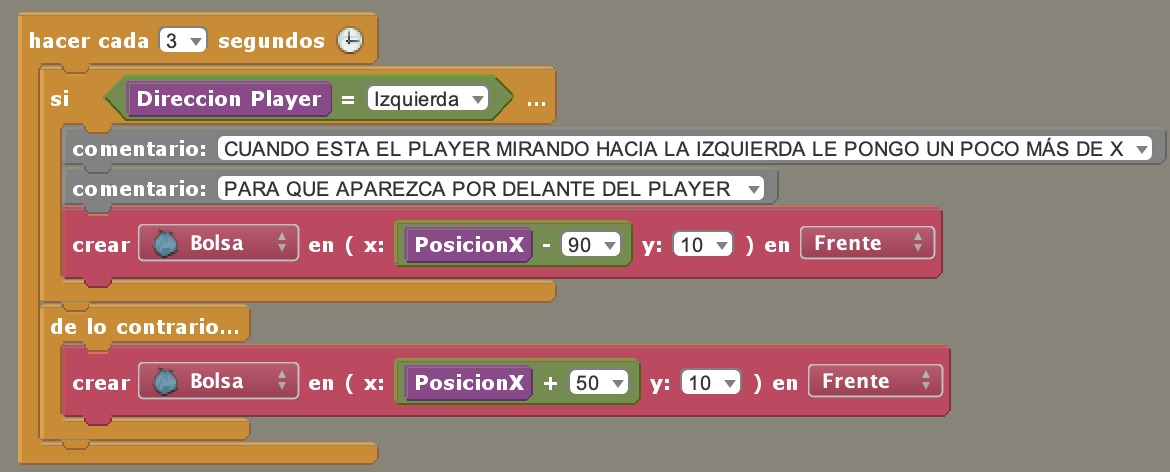 hacer cada 3 segundos
si Direccion Player = Izquierda ...
comentario: CUANDO ESTA EL PLAYER MIRANDO HACIA LA IZQUIERDA LE PONGO UN POCO MÁS DE X
comentario: PARA QUE APAREZCA POR DELANTE DEL PLAYER
crear Bolsa en ( x: PosicionX - 90 y: 10 ) en Frente
de lo contrario...
crear Bolsa en ( x: PosicionX + 50 y: 10 ) en Frente